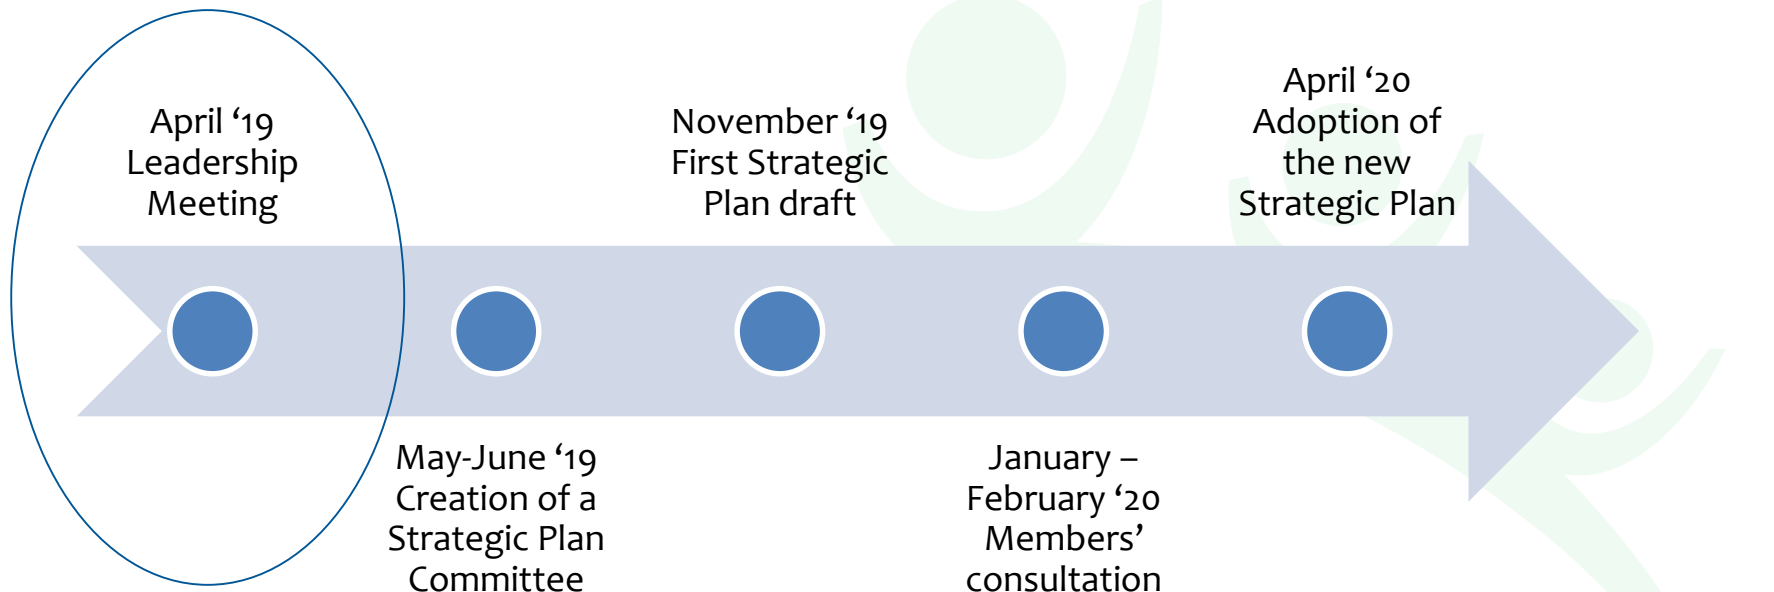 April ‘19
Leadership
Meeting
May-June ‘19
Creation of a
Strategic Plan
Committee
November ‘19
First Strategic
Plan draft
January –
February ‘20
Members’
consultation
April ‘20
Adoption of
the new
Strategic Plan